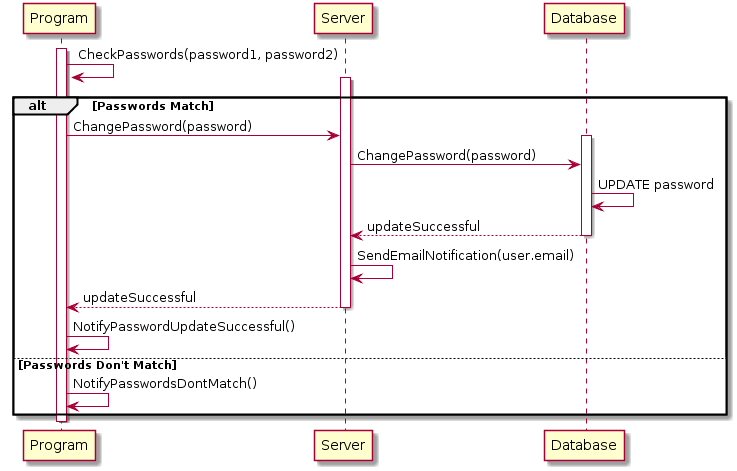 Program Server Database
CheckPasswords(password1, password2)
alt [Passwords Match]
ChangePassword(password)
ChangePassword(password)
UPDATE password
updateSuccessful
SendEmailNotification(user.email)
updateSuccessful
NotifyPasswordUpdateSuccessful()
[Passwords Don't Match]
NotifyPasswordsDontMatch()
Program Server Database